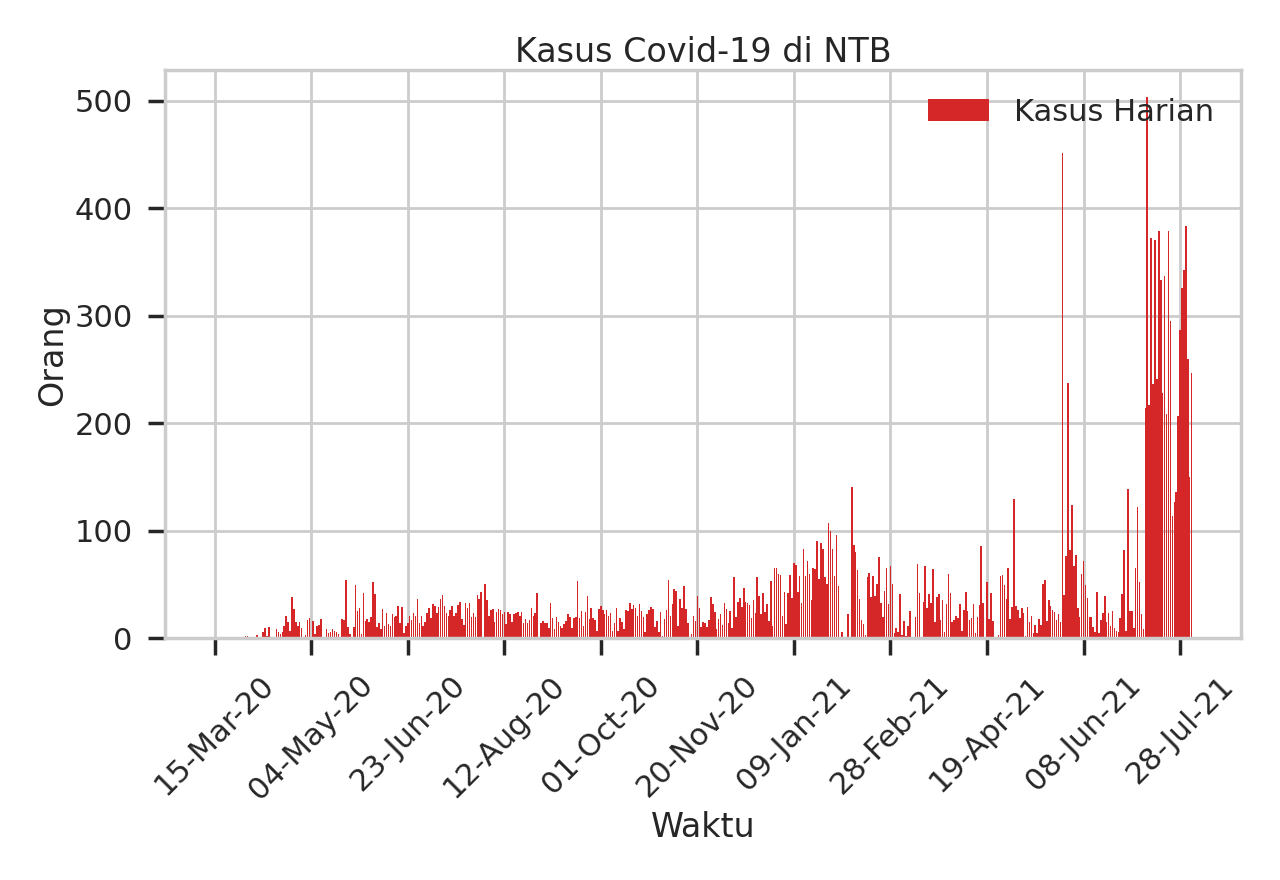 Kasus Covid-19 di NTB
Kasus Harian
Orang
500
400
300
200
100
0
15-Mar-20
04-May-20
23-Jun-20
12-Aug-20
01-Oct-20
20-Nov-20
09-Jan-21
28-Feb-21
19-Apr-21
08-Jun-21
28-Jul-21
Waktu